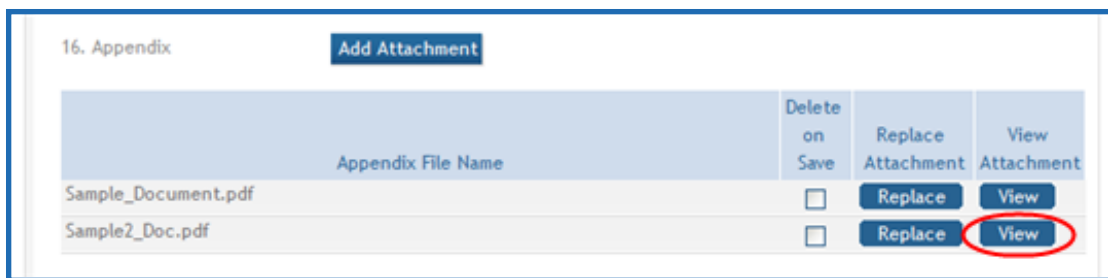 16. Appendix Add Attachment
Delete
on Replace View
Appendix File Name Save Attachment Attachment
Sample_Document.pdf Replace View
Sample2_Doc.pdf Replace View